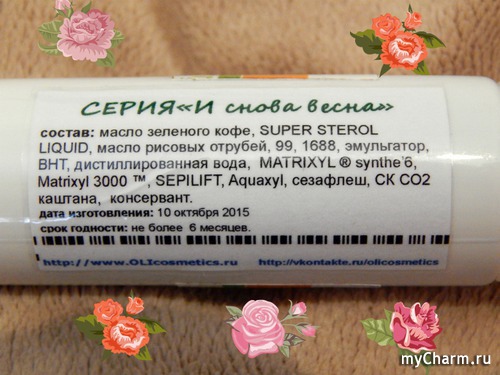 СЕРИЯ«И снова весна»
состав: масло зеленого кофе, SUPER STEROL
LIQUID, масло рисовых отрубей, 99, 1688, эмульгатор,
BHT, дистиллированная вода, MATRIXYL ® synthe'6,
Matrixyl 3000 ™, SEPILIFT, Aquaxyl, сезафлеш, СК СО2
каштана, консервант.
дата изготовления: 10 октября 2015
срок годности: не более 6 месяцев.
http://www.OLIcosmetics.ru http://vkontakte.ru/olicosmetics
myCharm.ru